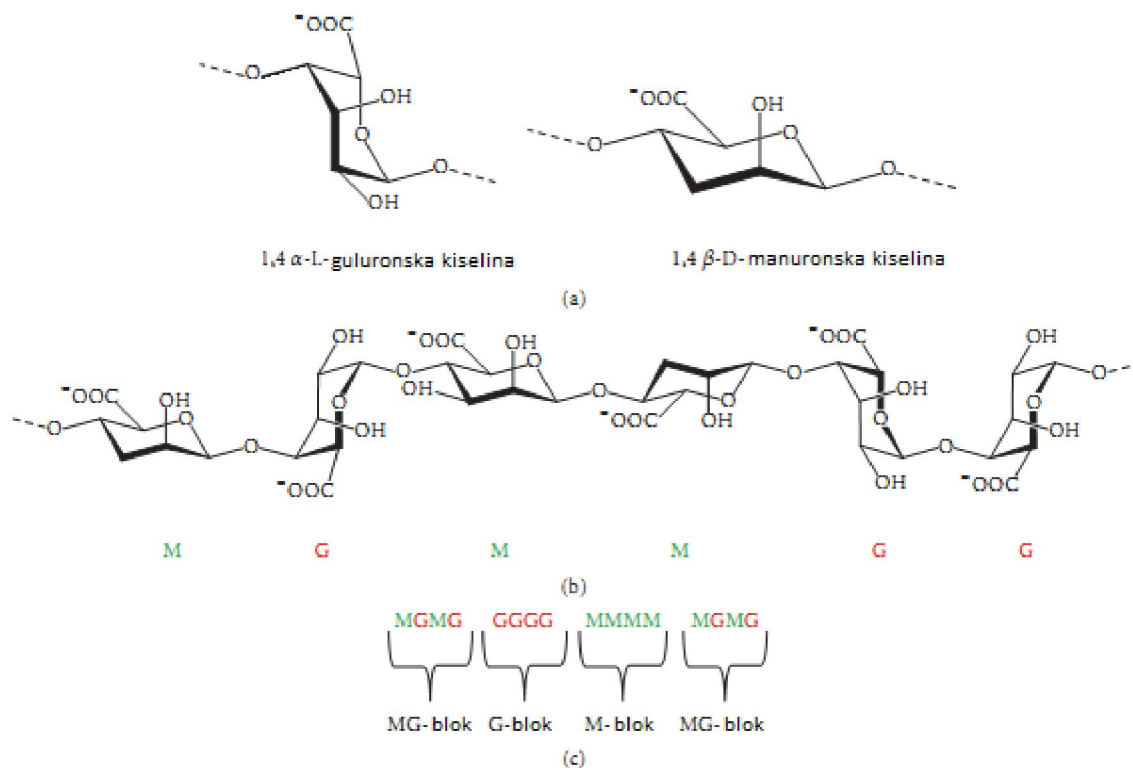 ⁻OOC
O OH O O OH
1,4 α-L-guluronska kiselina
⁻OOC OH O O O
1,4 β-D-manuronska kiselina
(a)
O ⁻OOC OH O O
OH O OH ⁻OOC
O ⁻OOC OH O HO O
⁻OOC O OH
O ⁻OOC OH O OH O
OH O OH ⁻OOC O
M G M M G G
(b)
MGMG GGGG MMMM MGMG
MG-blok G-blok M-blok MG-blok
(c)